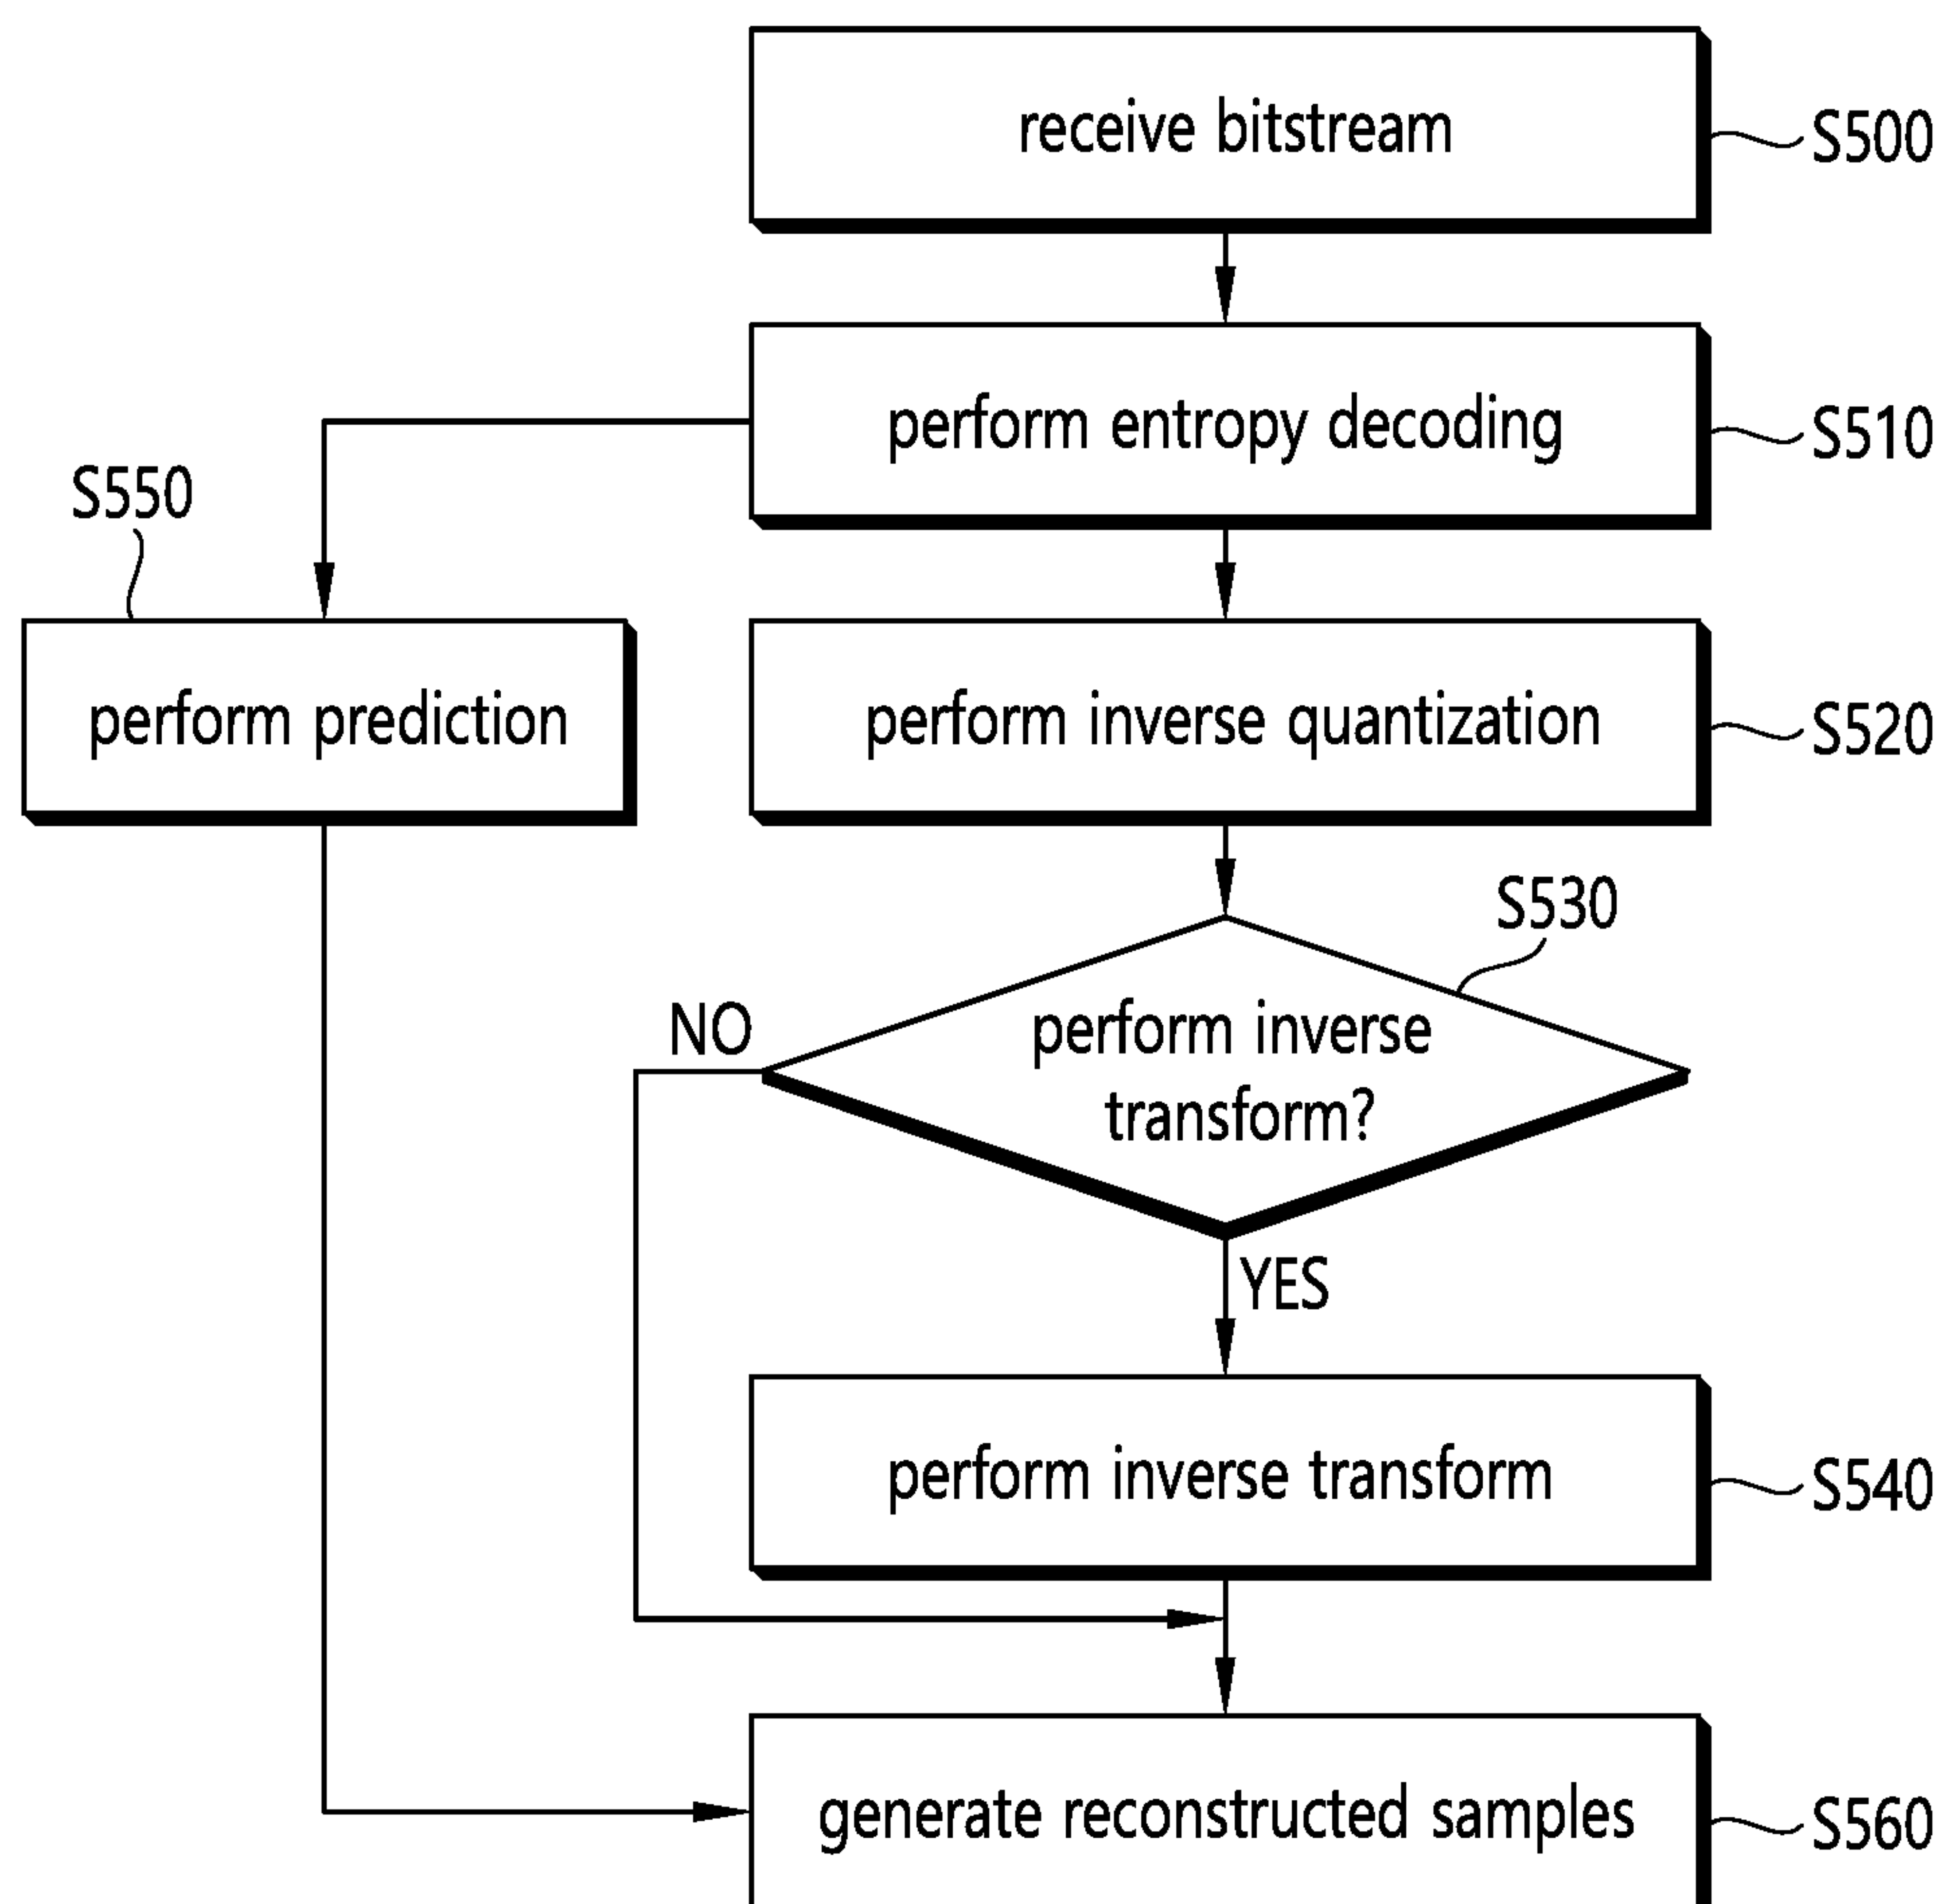 receive bitstream
S500
perform entropy decoding
S510
S550
perform prediction
perform inverse quantization
S520
S530
NO
perform inverse
transform?
YES
perform inverse transform
S540
generate reconstructed samples
S560